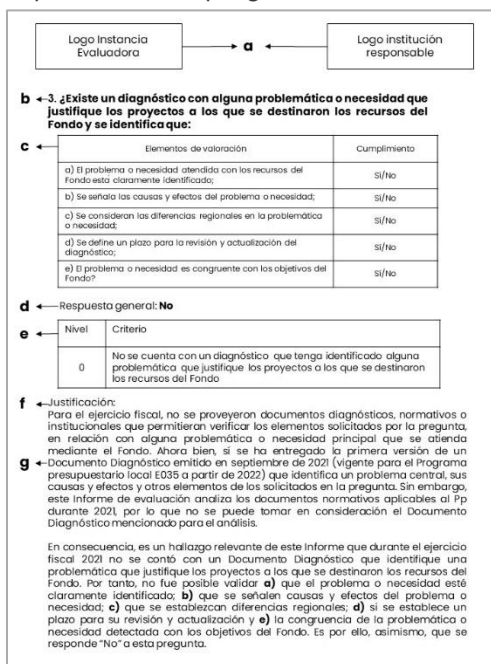 Logo Instancia
Evaluadora
a
Logo institución
responsable
b
3. ¿Existe un diagnóstico con alguna problemática o necesidad que
justifique los proyectos a los que se destinaron los recursos del
Fondo y se identifica que:
c
Elementos de valoración Cumplimiento
a) El problema o necesidad atendida con los recursos del
Fondo está claramente identificado; Sí/No
b) Se señala las causas y efectos del problema o necesidad; Sí/No
c) Se consideran las diferencias regionales en la problemática
o necesidad; Sí/No
d) Se define un plazo para la revisión y actualización del
diagnóstico; Sí/No
e) El problema o necesidad es congruente con los objetivos del
Fondo? Sí/No
d
Respuesta general: No
e
Nivel Criterio
0
No se cuenta con un diagnóstico que tenga identificado alguna
problemática que justifique los proyectos a los que se destinaron
los recursos del Fondo
f
Justificación:
Para el ejercicio fiscal, no se proveyeron documentos diagnósticos, normativos o
institucionales que permitieran verificar los elementos solicitados por la pregunta,
en relación con alguna problemática o necesidad principal que se atienda
mediante el Fondo. Ahora bien, sí se ha entregado la primera versión de un
g
Documento Diagnóstico emitido en septiembre de 2021 (vigente para el Programa
presupuestario local E035 a partir de 2022) que identifica un problema central, sus
causas y efectos y otros elementos de los solicitados en la pregunta. Sin embargo,
este Informe de evaluación analiza los documentos normativos aplicables al Pp
durante 2021, por lo que no se puede tomar en consideración el Documento
Diagnóstico mencionado para el análisis.
En consecuencia, es un hallazgo relevante de este Informe que durante el ejercicio
fiscal 2021 no se contó con un Documento Diagnóstico que identifique una
problemática que justifique los proyectos a los que se destinaron los recursos del
Fondo. Por tanto, no fue posible validar a) que el problema o necesidad esté
claramente identificado; b) que se señalen causas y efectos del problema o
necesidad; c) que se establezcan diferencias regionales; d) si se establece un
plazo para su revisión y actualización y e) la congruencia de la problemática o
necesidad detectada con los objetivos del Fondo. Es por ello, asimismo, que se
responde "No" a esta pregunta.